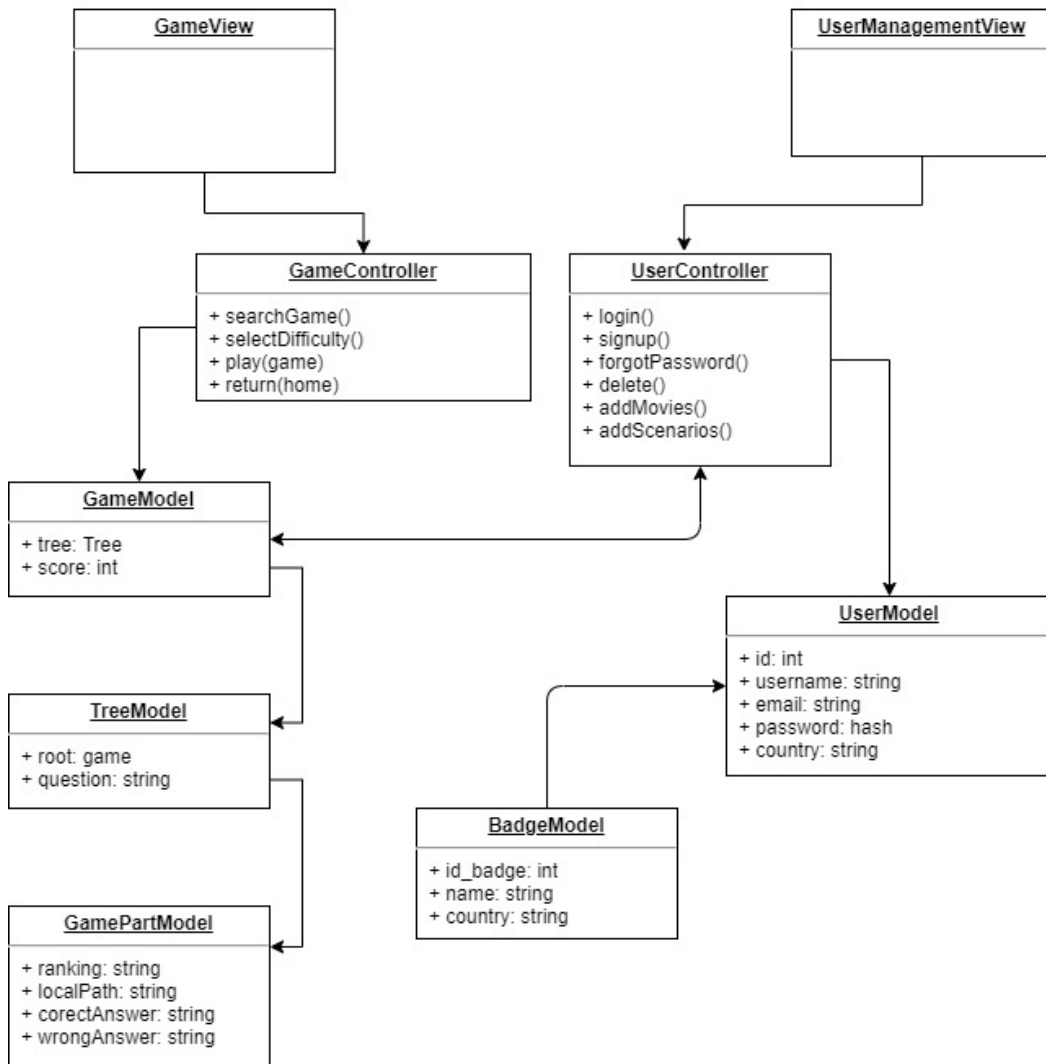 GameView
UserManagementView
GameController
+ searchGame()
+ selectDifficulty()
+ play(game)
+ return(home)
UserController
+ login()
+ signup()
+ forgotPassword()
+ delete()
+ addMovies()
+ addScenarios()
GameModel
+ tree: Tree
+ score: int
UserModel
+ id: int
+ username: string
+ email: string
+ password: hash
+ country: string
TreeModel
+ root: game
+ question: string
BadgeModel
+ id_badge: int
+ name: string
+ country: string
GamePartModel
+ ranking: string
+ localPath: string
+ corectAnswer: string
+ wrongAnswer: string